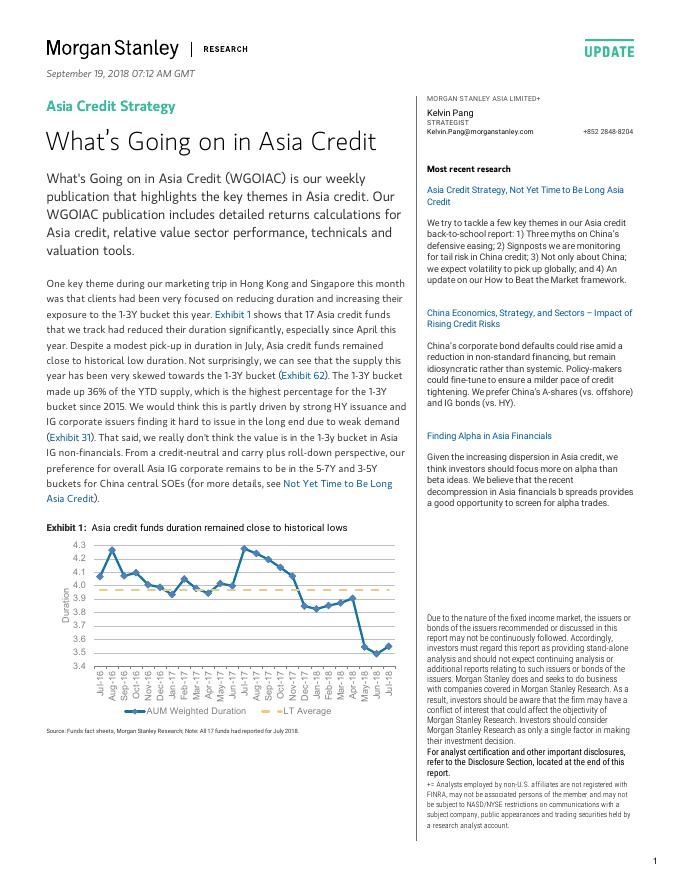 Morgan Stanley | RESEARCH
UPDATE
September 19, 2018 07:12 AM GMT
Asia Credit Strategy
What's Going on in Asia Credit
What's Going on in Asia Credit (WGOIAC) is our weekly
publication that highlights the key themes in Asia credit. Our
WGOIAC publication includes detailed returns calculations for
Asia credit, relative value sector performance, technicals and
valuation tools.
One key theme during our marketing trip in Hong Kong and Singapore this month
was that clients had been very focused on reducing duration and increasing their
exposure to the 1-3Y bucket this year. Exhibit 1 shows that 17 Asia credit funds
that we track had reduced their duration significantly, especially since April this
year. Despite a modest pick-up in duration in July, Asia credit funds remained
close to historical low duration. Not surprisingly, we can see that the supply this
year has been very skewed towards the 1-3Y bucket (Exhibit 62). The 1-3Y bucket
made up 36% of the YTD supply, which is the highest percentage for the 1-3Y
bucket since 2015. We would think this is partly driven by strong HY issuance and
IG corporate issuers finding it hard to issue in the long end due to weak demand
(Exhibit 31). That said, we really don't think the value is in the 1-3y bucket in Asia
IG non-financials. From a credit-neutral and carry plus roll-down perspective, our
preference for overall Asia IG corporate remains to be in the 5-7Y and 3-5Y
buckets for China central SOEs (for more details, see Not Yet Time to Be Long
Asia Credit).
Exhibit 1: Asia credit funds duration remained close to historical lows
4.3
4.2
4.1
4.0
3.9
3.8
3.7
3.6
3.5
3.4
Duration
Jul-16
Aug-16
Sep-16
Oct-16
Nov-16
Dec-16
Jan-17
Feb-17
Mar-17
Apr-17
May-17
Jun-17
Jul-17
Aug-17
Sep-17
Oct-17
Nov-17
Dec-17
Jan-18
Feb-18
Mar-18
Apr-18
May-18
Jun-18
Jul-18
AUM Weighted Duration
LT Average
Source: Funds fact sheets, Morgan Stanley Research; Note: All 17 funds had reported for July 2018.
MORGAN STANLEY ASIA LIMITED+
Kelvin Pang
STRATEGIST
Kelvin.Pang@morganstanley.com +852 2848-8204
Most recent research
Asia Credit Strategy, Not Yet Time to Be Long Asia
Credit
We try to tackle a few key themes in our Asia credit
back-to-school report: 1) Three myths on China's
defensive easing; 2) Signposts we are monitoring
for tail risk in China credit; 3) Not only about China;
we expect volatility to pick up globally; and 4) An
update on our How to Beat the Market framework.
China Economics, Strategy, and Sectors – Impact of
Rising Credit Risks
China's corporate bond defaults could rise amid a
reduction in non-standard financing, but remain
idiosyncratic rather than systemic. Policy-makers
could fine-tune to ensure a milder pace of credit
tightening. We prefer China's A-shares (vs. offshore)
and IG bonds (vs. HY).
Finding Alpha in Asia Financials
Given the increasing dispersion in Asia credit, we
think investors should focus more on alpha than
beta ideas. We believe that the recent
decompression in Asia financials b spreads provides
a good opportunity to screen for alpha trades.
Due to the nature of the fixed income market, the issuers or
bonds of the issuers recommended or discussed in this
report may not be continuously followed. Accordingly,
investors must regard this report as providing stand-alone
analysis and should not expect continuing analysis or
additional reports relating to such issuers or bonds of the
issuers. Morgan Stanley does and seeks to do business
with companies covered in Morgan Stanley Research. As a
result, investors should be aware that the firm may have a
conflict of interest that could affect the objectivity of
Morgan Stanley Research. Investors should consider
Morgan Stanley Research as only a single factor in making
their investment decision.
For analyst certification and other important disclosures,
refer to the Disclosure Section, located at the end of this
report.
+= Analysts employed by non-U.S. affiliates are not registered with
FINRA, may not be associated persons of the member and may not
be subject to NASD/NYSE restrictions on communications with a
subject company, public appearances and trading securities held by
a research analyst account.
1